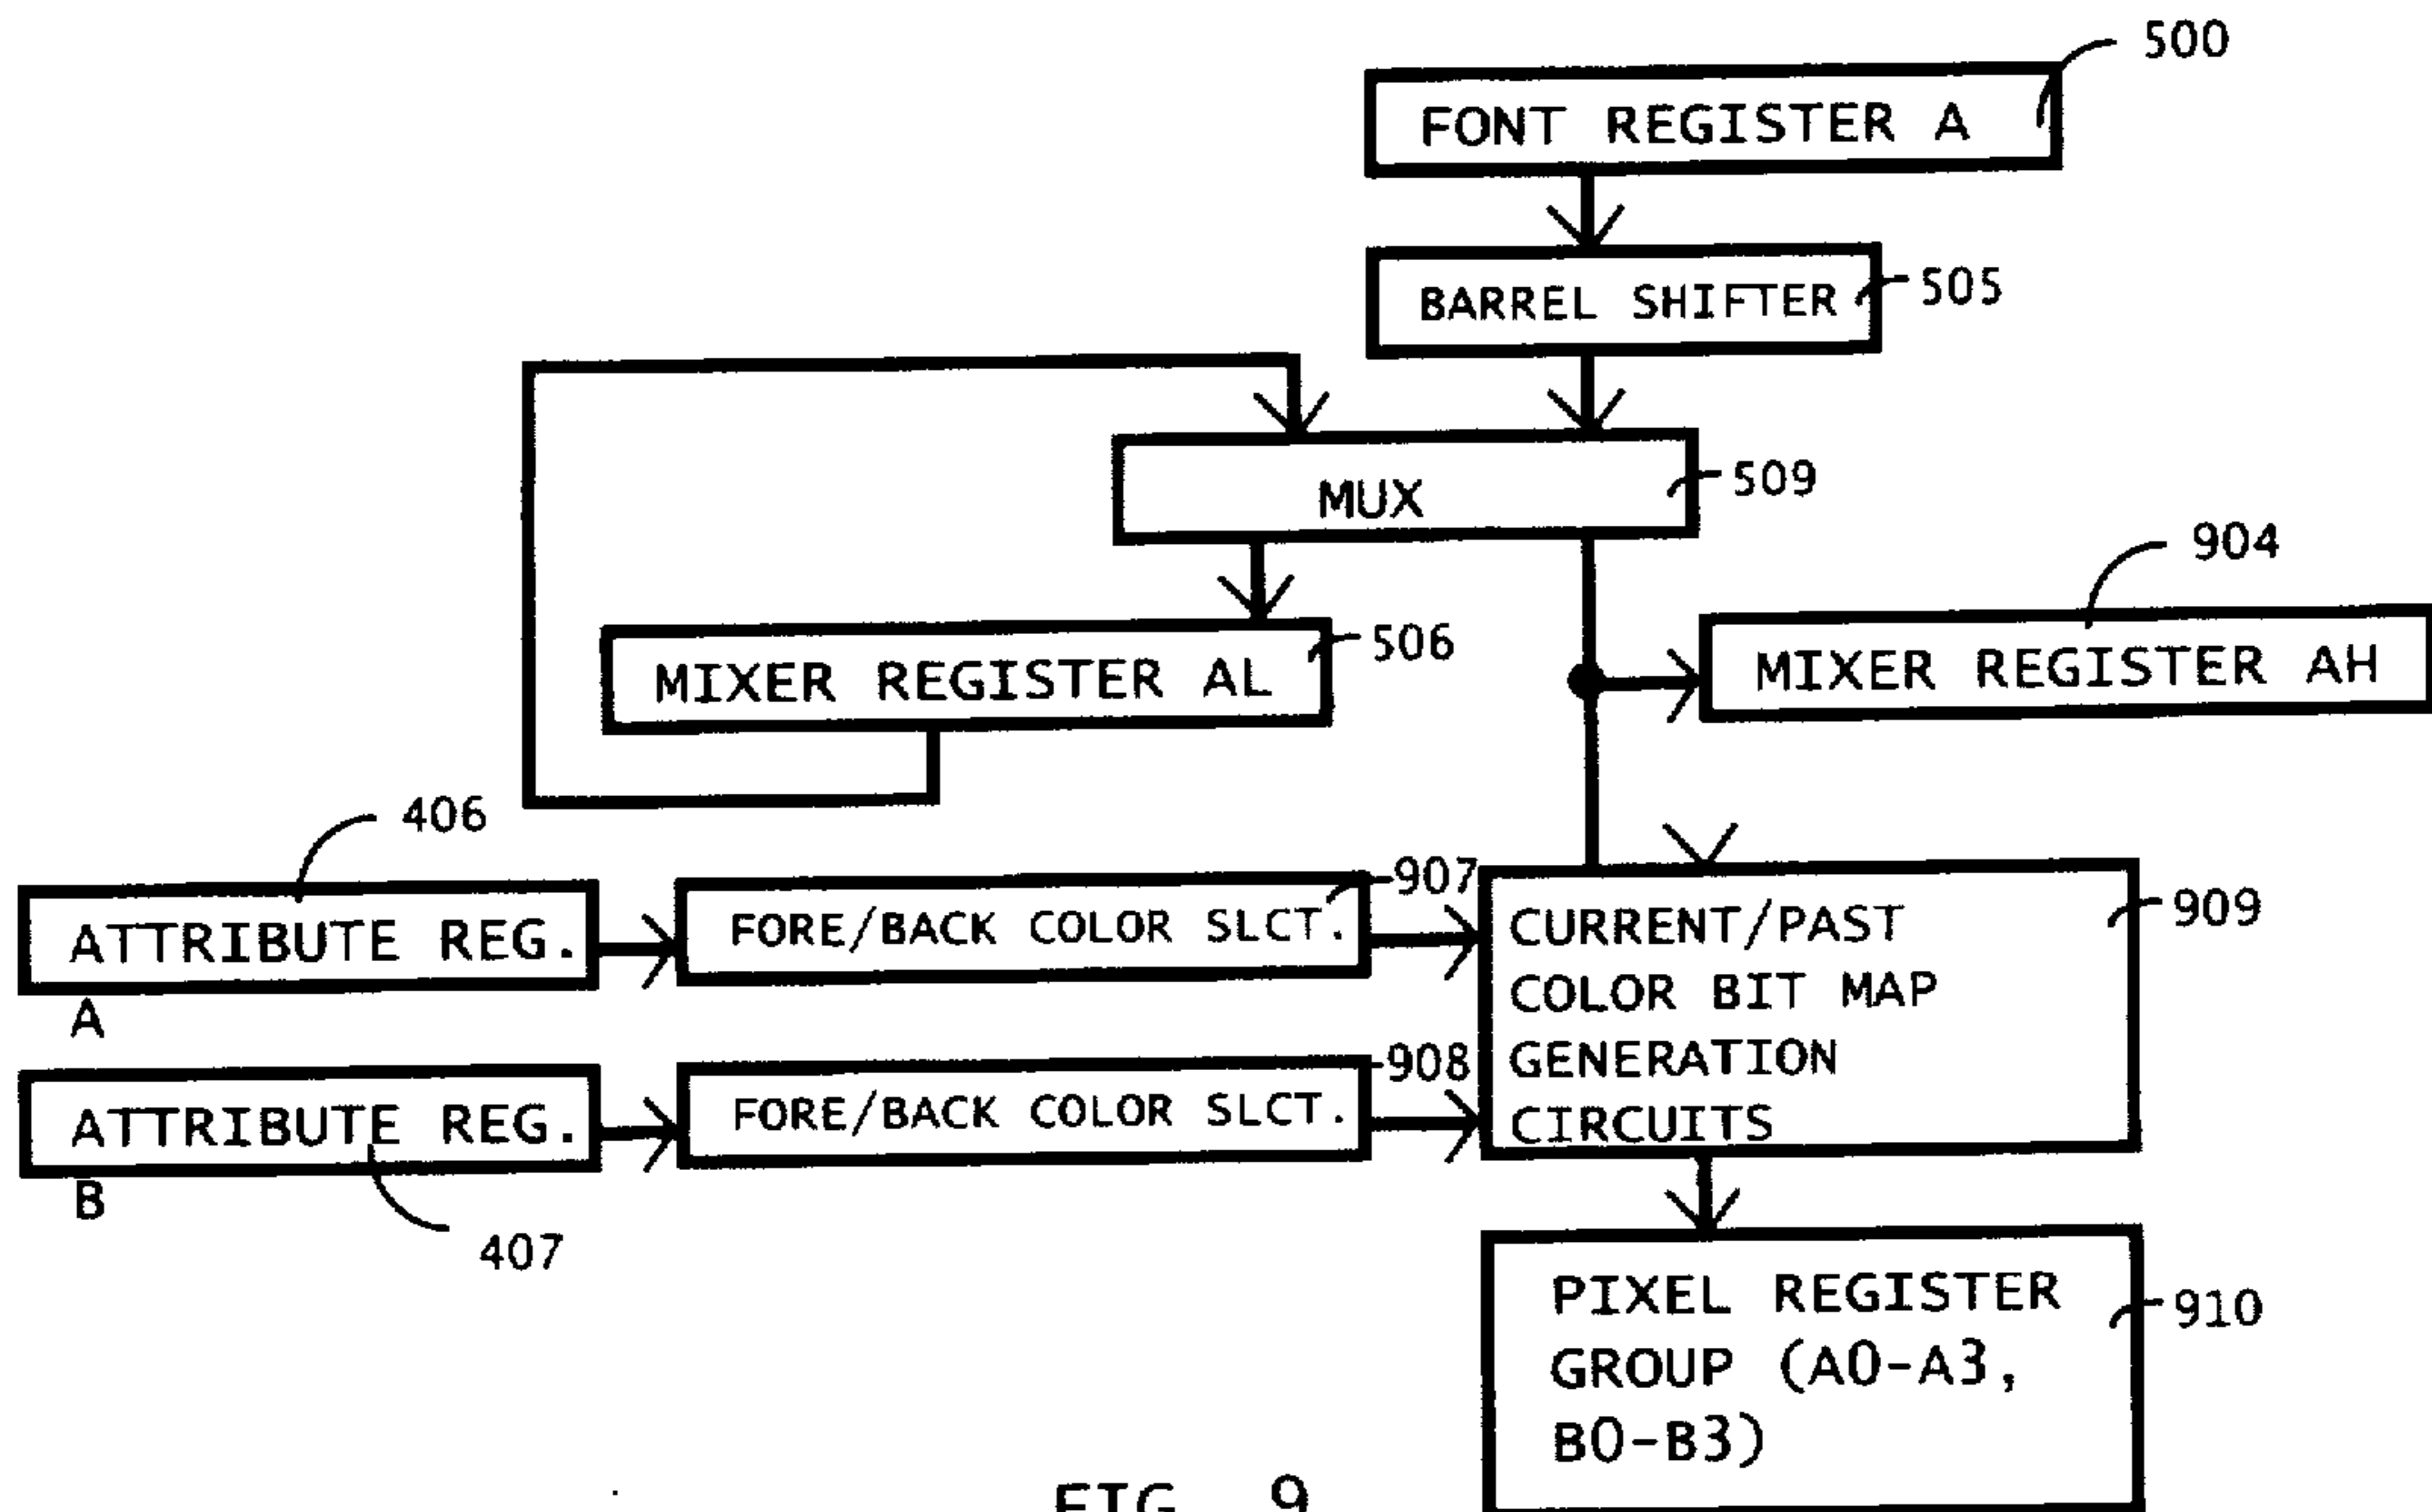 500
FONT REGISTER A
BARREL SHIFTER
505
MUX
509
904
MIXER REGISTER AL
506
MIXER REGISTER AH
406
ATTRIBUTE REG.
A
FORE/BACK COLOR SLCT.
907
CURRENT/PAST
COLOR BIT MAP
GENERATION
CIRCUITS
909
ATTRIBUTE REG.
B
407
FORE/BACK COLOR SLCT.
908
PIXEL REGISTER
GROUP (A0-A3,
B0-B3)
910
FIG. 9